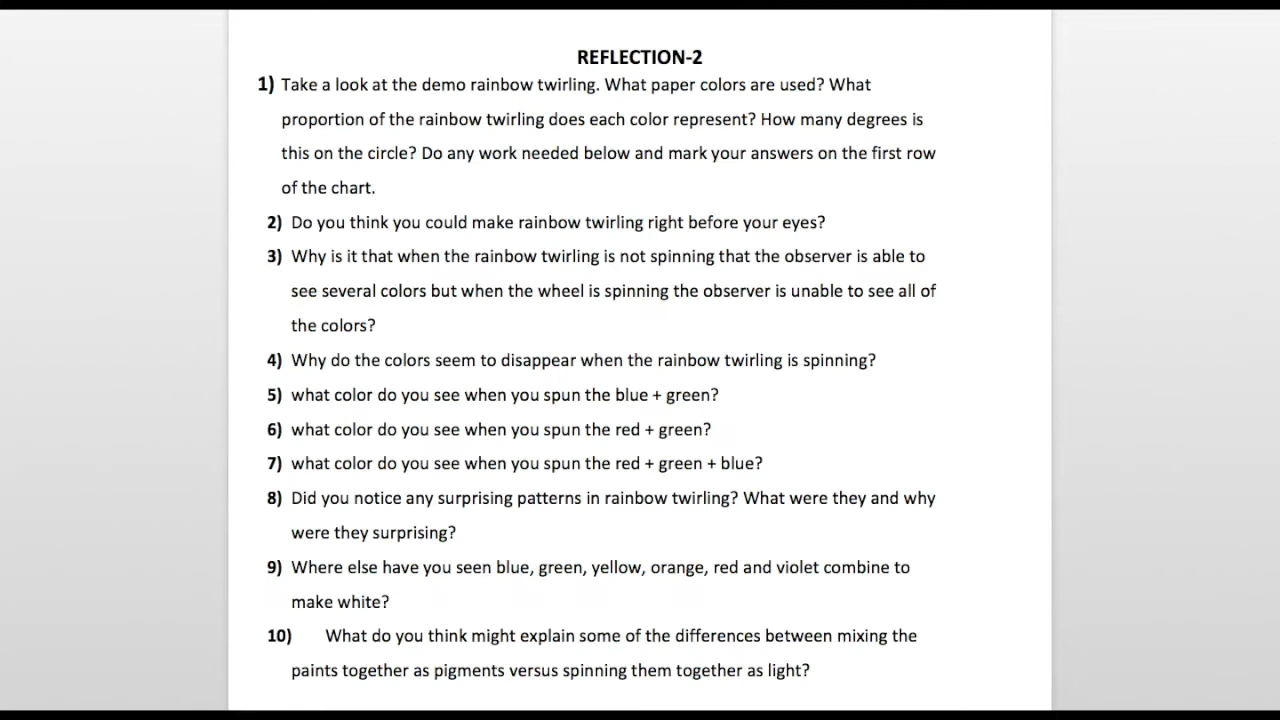 REFLECTION-2
1) Take a look at the demo rainbow twirling. What paper colors are used? What
proportion of the rainbow twirling does each color represent? How many degrees is
this on the circle? Do any work needed below and mark your answers on the first row
of the chart.
2) Do you think you could make rainbow twirling right before your eyes?
3) Why is it that when the rainbow twirling is not spinning that the observer is able to
see several colors but when the wheel is spinning the observer is unable to see all of
the colors?
4) Why do the colors seem to disappear when the rainbow twirling is spinning?
5) what color do you see when you spun the blue + green?
6) what color do you see when you spun the red + green?
7) what color do you see when you spun the red + green + blue?
8) Did you notice any surprising patterns in rainbow twirling? What were they and why
were they surprising?
9) Where else have you seen blue, green, yellow, orange, red and violet combine to
make white?
10) What do you think might explain some of the differences between mixing the
paints together as pigments versus spinning them together as light?